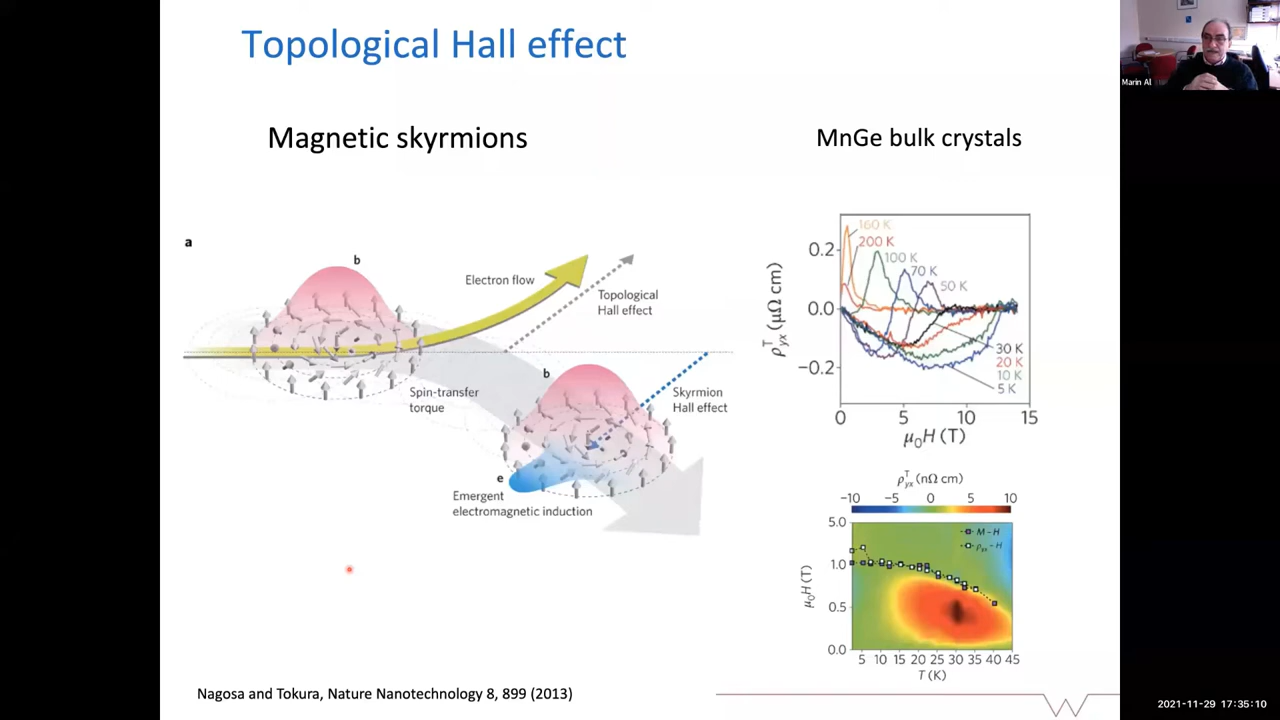 Topological Hall effect
Marin Al
Magnetic skyrmions
MnGe bulk crystals
a
b
Electron flow
Topological
Hall effect
b
Spin-transfer
torque
Skyrmion
Hall effect
e
Emergent
electromagnetic induction
160 K
200 K
100 K
70 K
50 K
30 K
20 K
10 K
5 K
0.2
0.0
−0.2
ρᵀyx (μΩ cm)
0 5 10 15
μ₀H (T)
ρᵀyx (nΩ cm)
−10 −5 0 5 10
M – H
ρyx – H
5.0
1.0
0.5
0.0
μ₀H (T)
5 10 15 20 25 30 35 40 45
T (K)
Nagosa and Tokura, Nature Nanotechnology 8, 899 (2013)
2021-11-29 17:35:10